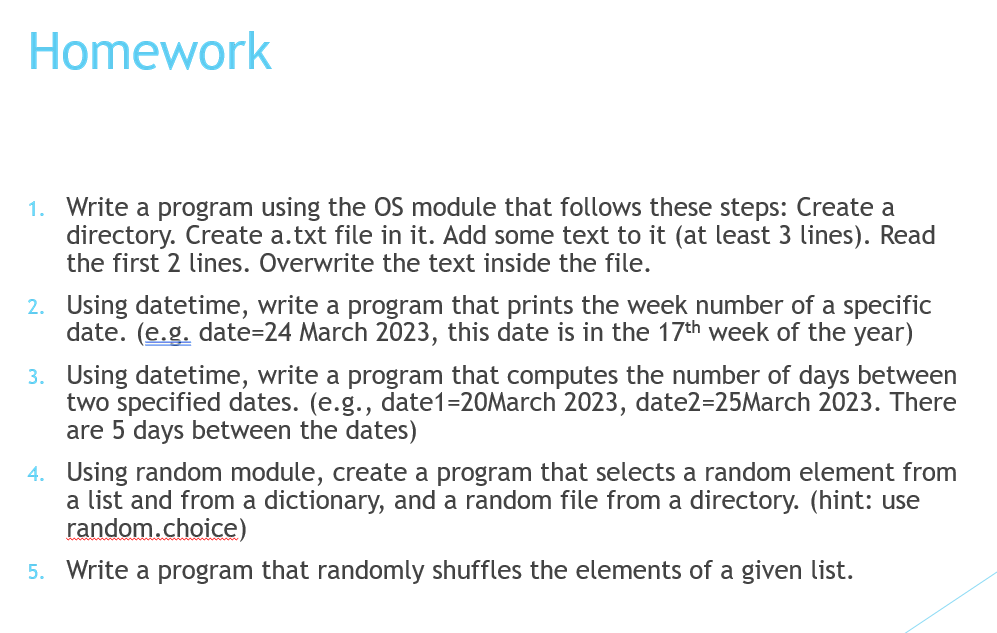 Homework
1. Write a program using the OS module that follows these steps: Create a
directory. Create a.txt file in it. Add some text to it (at least 3 lines). Read
the first 2 lines. Overwrite the text inside the file.
2. Using datetime, write a program that prints the week number of a specific
date. (e.g. date=24 March 2023, this date is in the 17th week of the year)
3. Using datetime, write a program that computes the number of days between
two specified dates. (e.g., date1=20March 2023, date2=25March 2023. There
are 5 days between the dates)
4. Using random module, create a program that selects a random element from
a list and from a dictionary, and a random file from a directory. (hint: use
random.choice)
5. Write a program that randomly shuffles the elements of a given list.